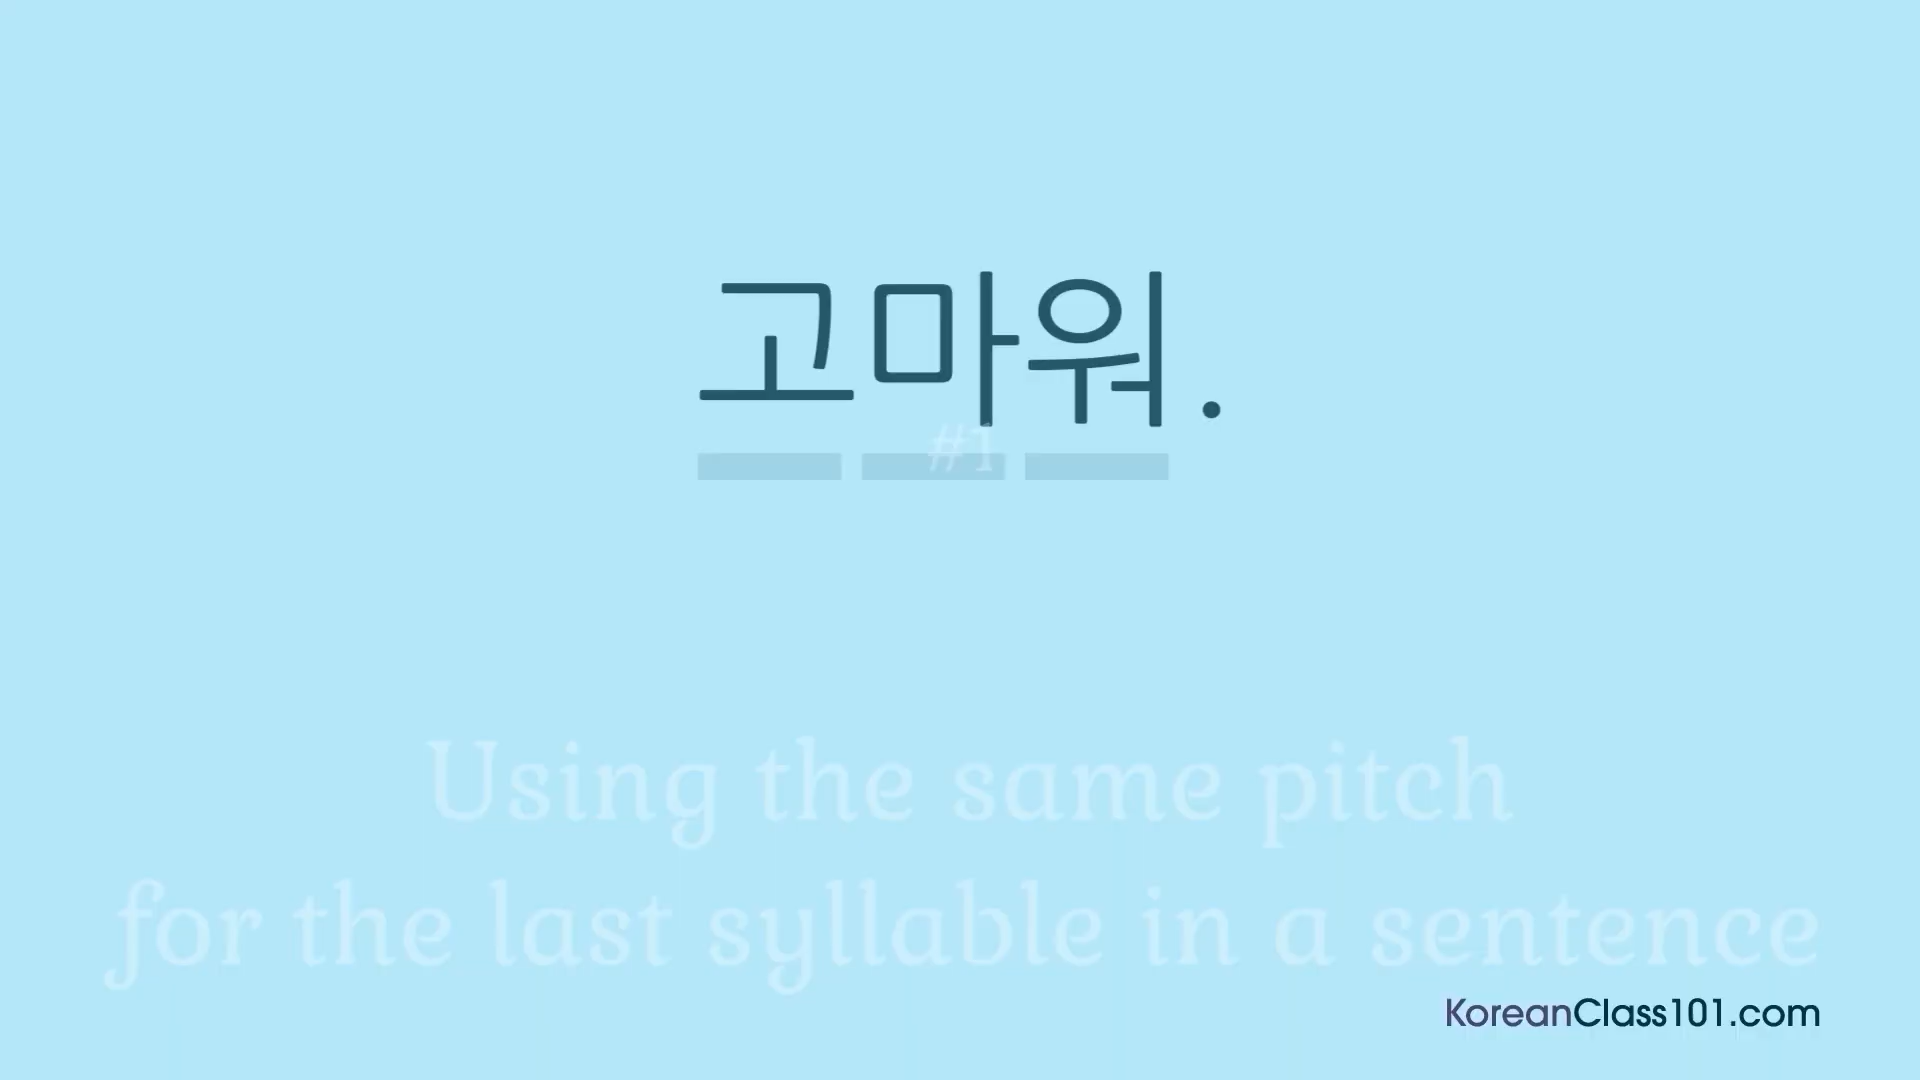 고마워.
#1
Using the same pitch
for the last syllable in a sentence
KoreanClass101.com